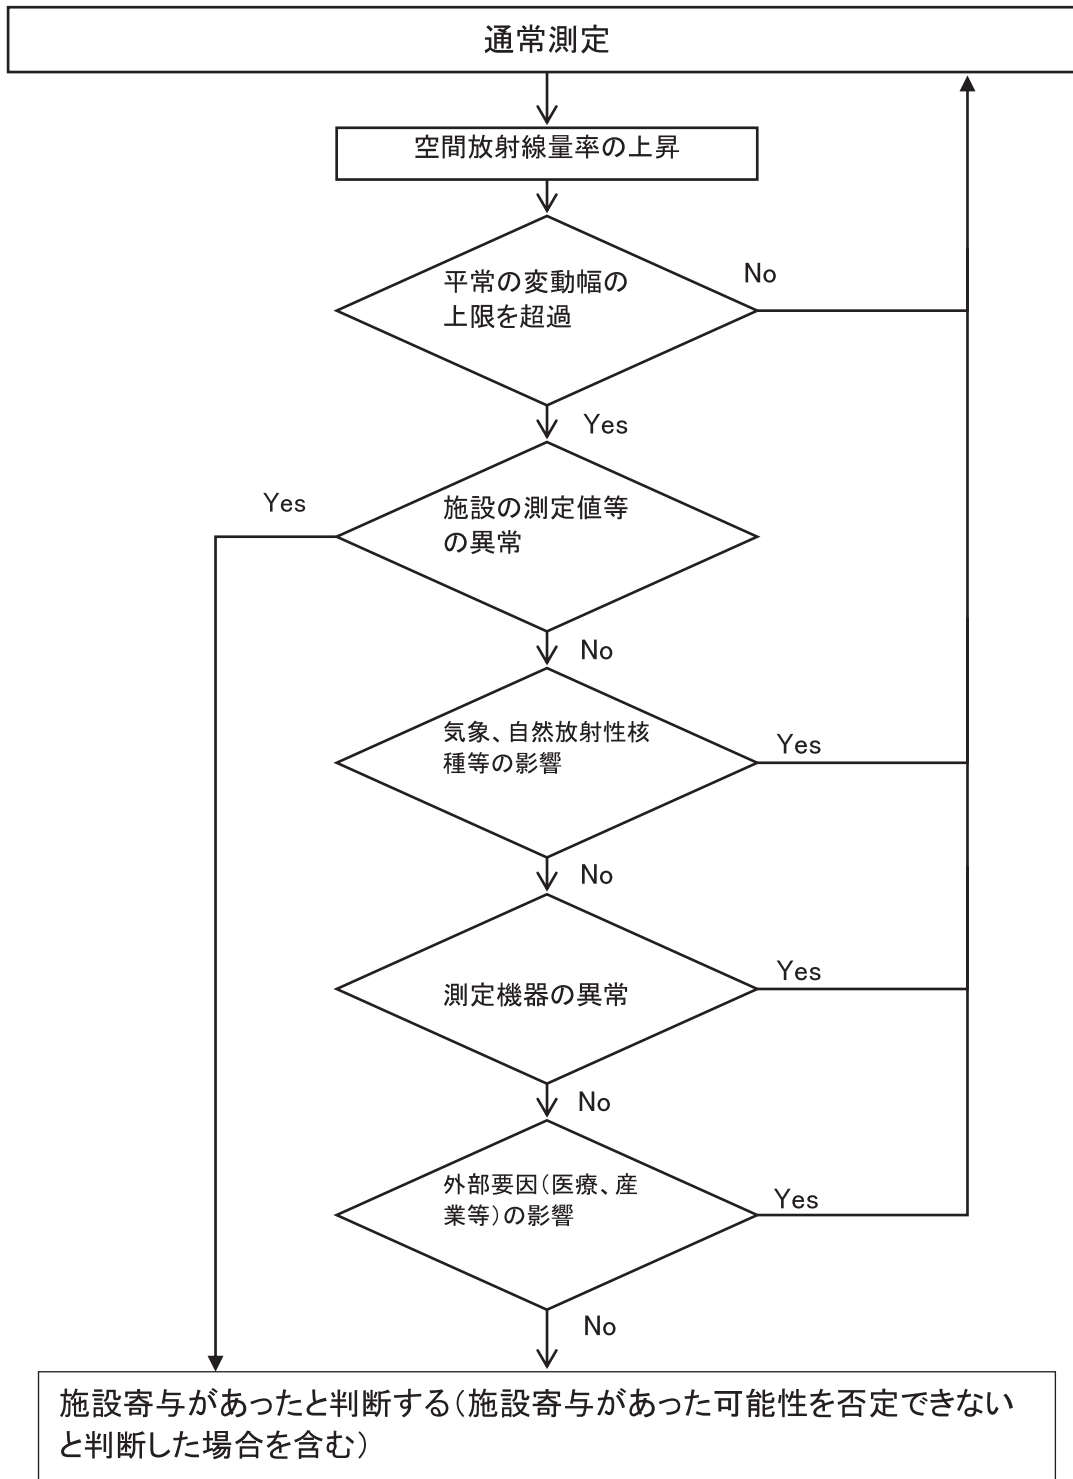 通常測定
空間放射線量率の上昇
平常の変動幅の
上限を超過
No
Yes
施設の測定値等
の異常
Yes
No
気象、自然放射性核
種等の影響
Yes
No
測定機器の異常
Yes
No
外部要因(医療、産
業等)の影響
Yes
No
施設寄与があったと判断する(施設寄与があった可能性を否定できない
と判断した場合を含む)